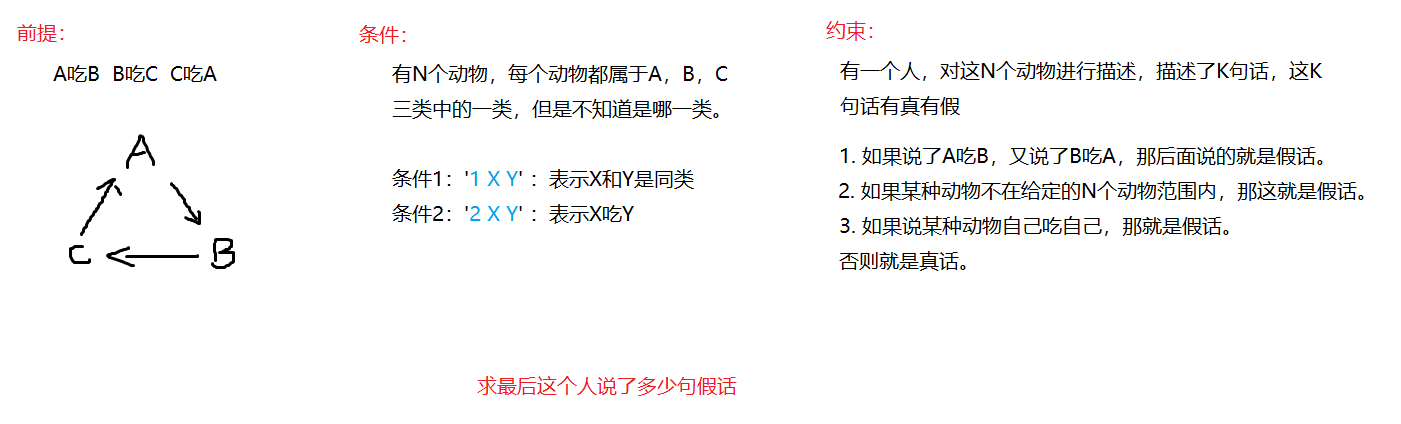 前提：
A吃B  B吃C  C吃A
A
C
B
条件：
有N个动物，每个动物都属于A，B，C
三类中的一类，但是不知道是哪一类。
条件1：'1 X Y' ：表示X和Y是同类
条件2：'2 X Y' ：表示X吃Y
约束：
有一个人，对这N个动物进行描述，描述了K句话，这K
句话有真有假
1. 如果说了A吃B，又说了B吃A，那后面说的就是假话。
2. 如果某种动物不在给定的N个动物范围内，那这就是假话。
3. 如果说某种动物自己吃自己，那就是假话。
否则就是真话。
求最后这个人说了多少句假话